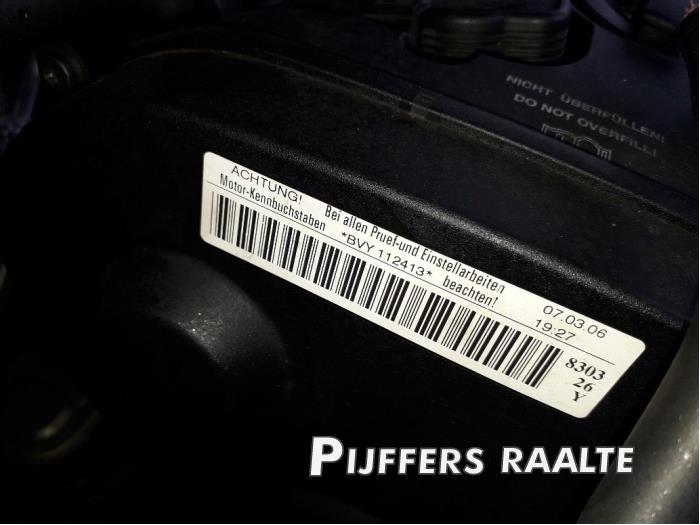 NICHT ÜBERFÜLLEN!
DO NOT OVERFILL!
ACHTUNG! Bei allen Pruef-und Einstellarbeiten
Motor-Kennbuchstaben *BVY 112413* beachten!
07.03.06
19:27
8303
26
Y
PIJFFERS RAALTE